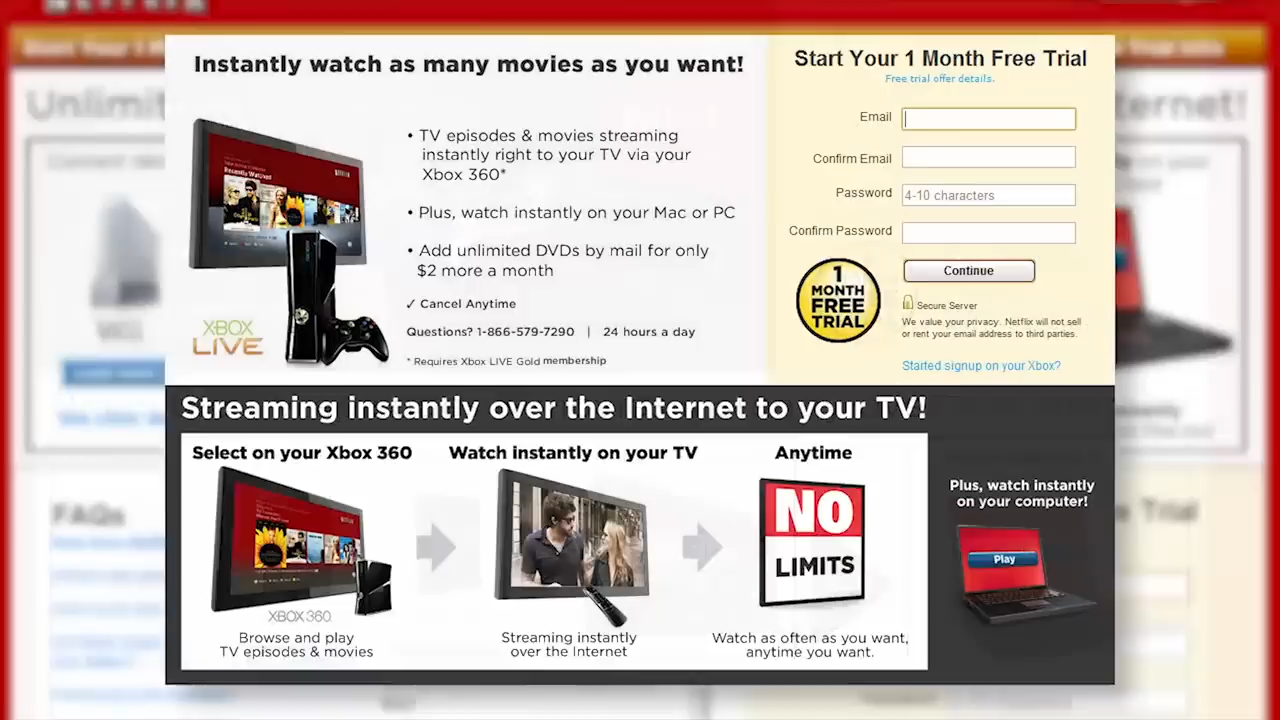 Instantly watch as many movies as you want!
• TV episodes & movies streaming
instantly right to your TV via your
Xbox 360*
• Plus, watch instantly on your Mac or PC
• Add unlimited DVDs by mail for only
$2 more a month
✓ Cancel Anytime
Questions? 1-866-579-7290 | 24 hours a day
* Requires Xbox LIVE Gold membership
Recently Watched
XBOX
LIVE
Start Your 1 Month Free Trial
Free trial offer details.
Email
Confirm Email
Password 4-10 characters
Confirm Password
Continue
1
MONTH
FREE
TRIAL
Secure Server
We value your privacy. Netflix will not sell
or rent your email address to third parties.
Started signup on your Xbox?
Streaming instantly over the Internet to your TV!
Select on your Xbox 360
XBOX 360
Browse and play
TV episodes & movies
Watch instantly on your TV
Streaming instantly
over the Internet
Anytime
NO
LIMITS
Watch as often as you want,
anytime you want.
Plus, watch instantly
on your computer!
Play
Unlimit
ternet!
FAQs
e Trial